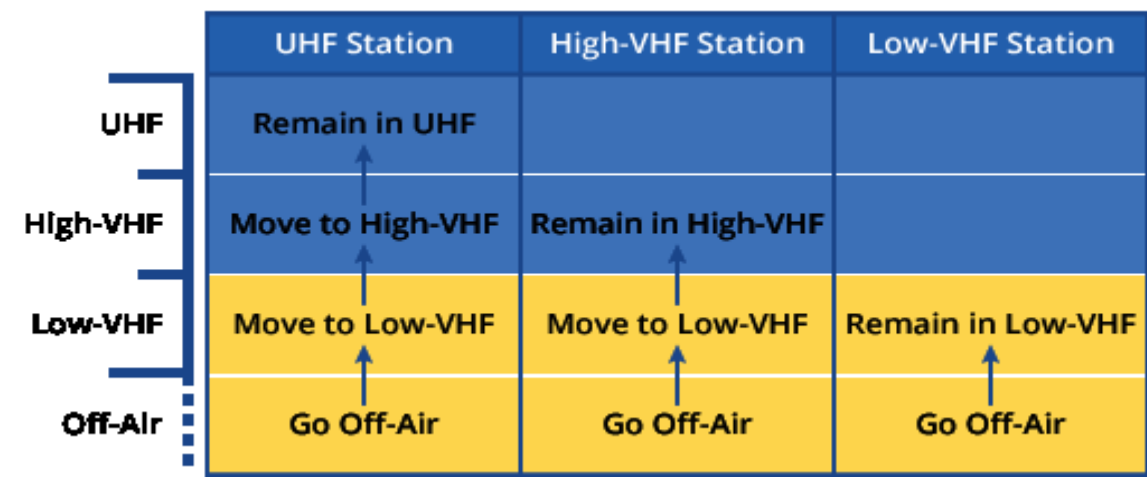 UHF Station High-VHF Station Low-VHF Station
UHF Remain in UHF
High-VHF Move to High-VHF Remain in High-VHF
Low-VHF Move to Low-VHF Move to Low-VHF Remain in Low-VHF
Off-Air Go Off-Air Go Off-Air Go Off-Air